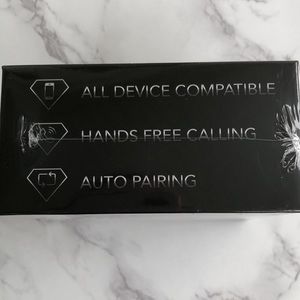 ALL DEVICE COMPATIBLE
HANDS FREE CALLING
AUTO PAIRING